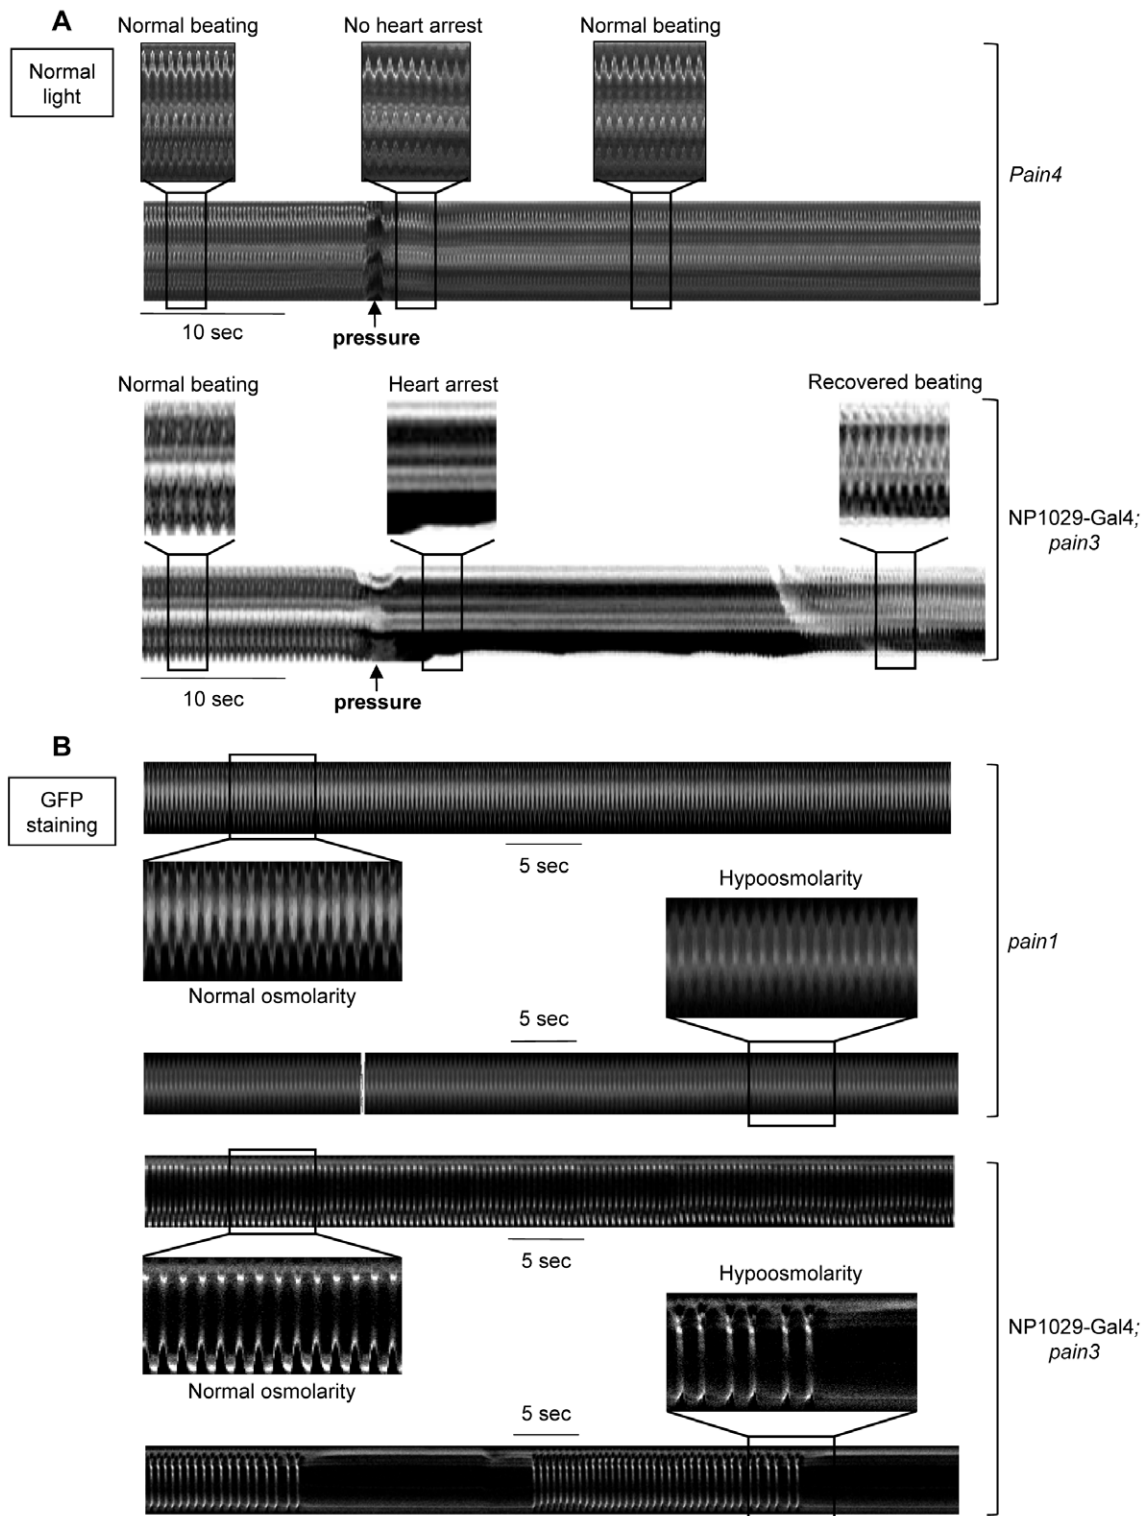 A
Normal beating
No heart arrest
Normal beating
Normal
light
Pain4
10 sec
pressure
Normal beating
Heart arrest
Recovered beating
NP1029-Gal4;
pain3
10 sec
pressure
B
GFP
staining
5 sec
Hypoosmolarity
pain1
Normal osmolarity
5 sec
5 sec
Hypoosmolarity
NP1029-Gal4;
pain3
Normal osmolarity
5 sec